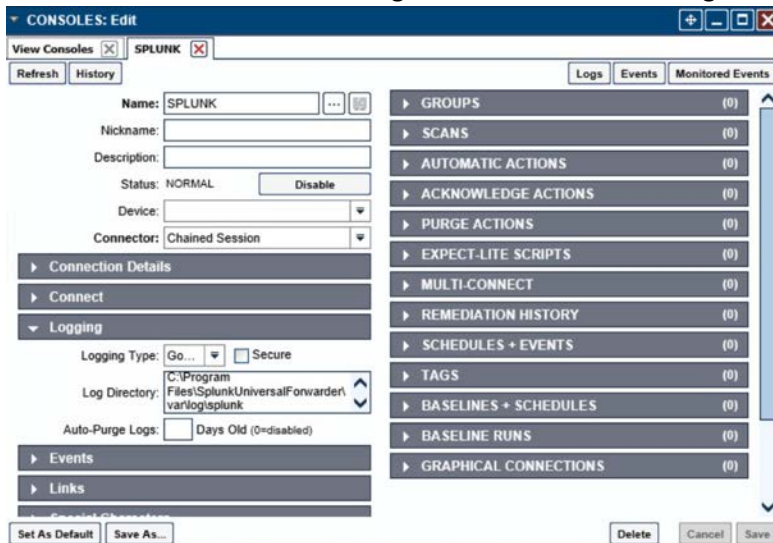 CONSOLES: Edit
View Consoles SPLUNK
Refresh History Logs Events Monitored Events
Name: SPLUNK ...
Nickname:
Description:
Status: NORMAL Disable
Device:
Connector: Chained Session
Connection Details
Connect
Logging
Logging Type: Go... Secure
Log Directory: C:\Program
Files\SplunkUniversalForwarder\
var\log\splunk
Auto-Purge Logs: Days Old (0=disabled)
Events
Links
Special Characters
GROUPS (0)
SCANS (0)
AUTOMATIC ACTIONS (0)
ACKNOWLEDGE ACTIONS (0)
PURGE ACTIONS (0)
EXPECT-LITE SCRIPTS (0)
MULTI-CONNECT (0)
REMEDIATION HISTORY (0)
SCHEDULES + EVENTS (0)
TAGS (0)
BASELINES + SCHEDULES (0)
BASELINE RUNS (0)
GRAPHICAL CONNECTIONS (0)
Set As Default Save As... Delete Cancel Save